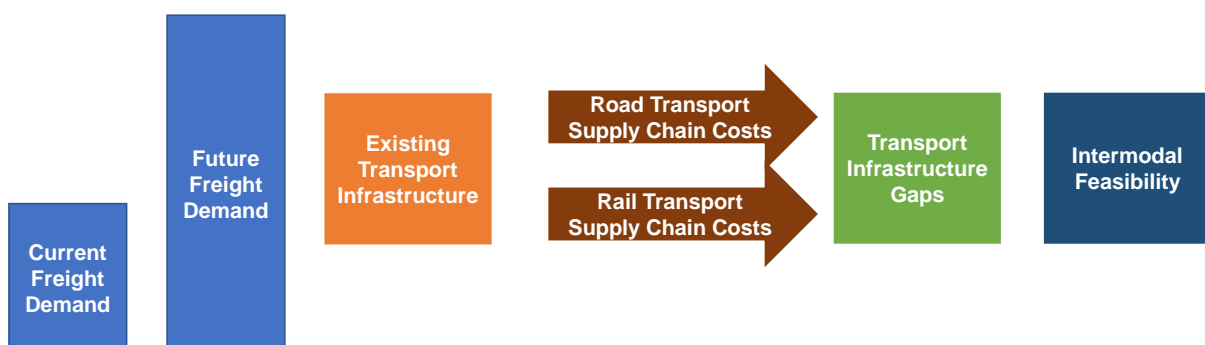 Current
Freight
Demand
Future
Freight
Demand
Existing
Transport
Infrastructure
Road Transport
Supply Chain Costs
Rail Transport
Supply Chain Costs
Transport
Infrastructure
Gaps
Intermodal
Feasibility